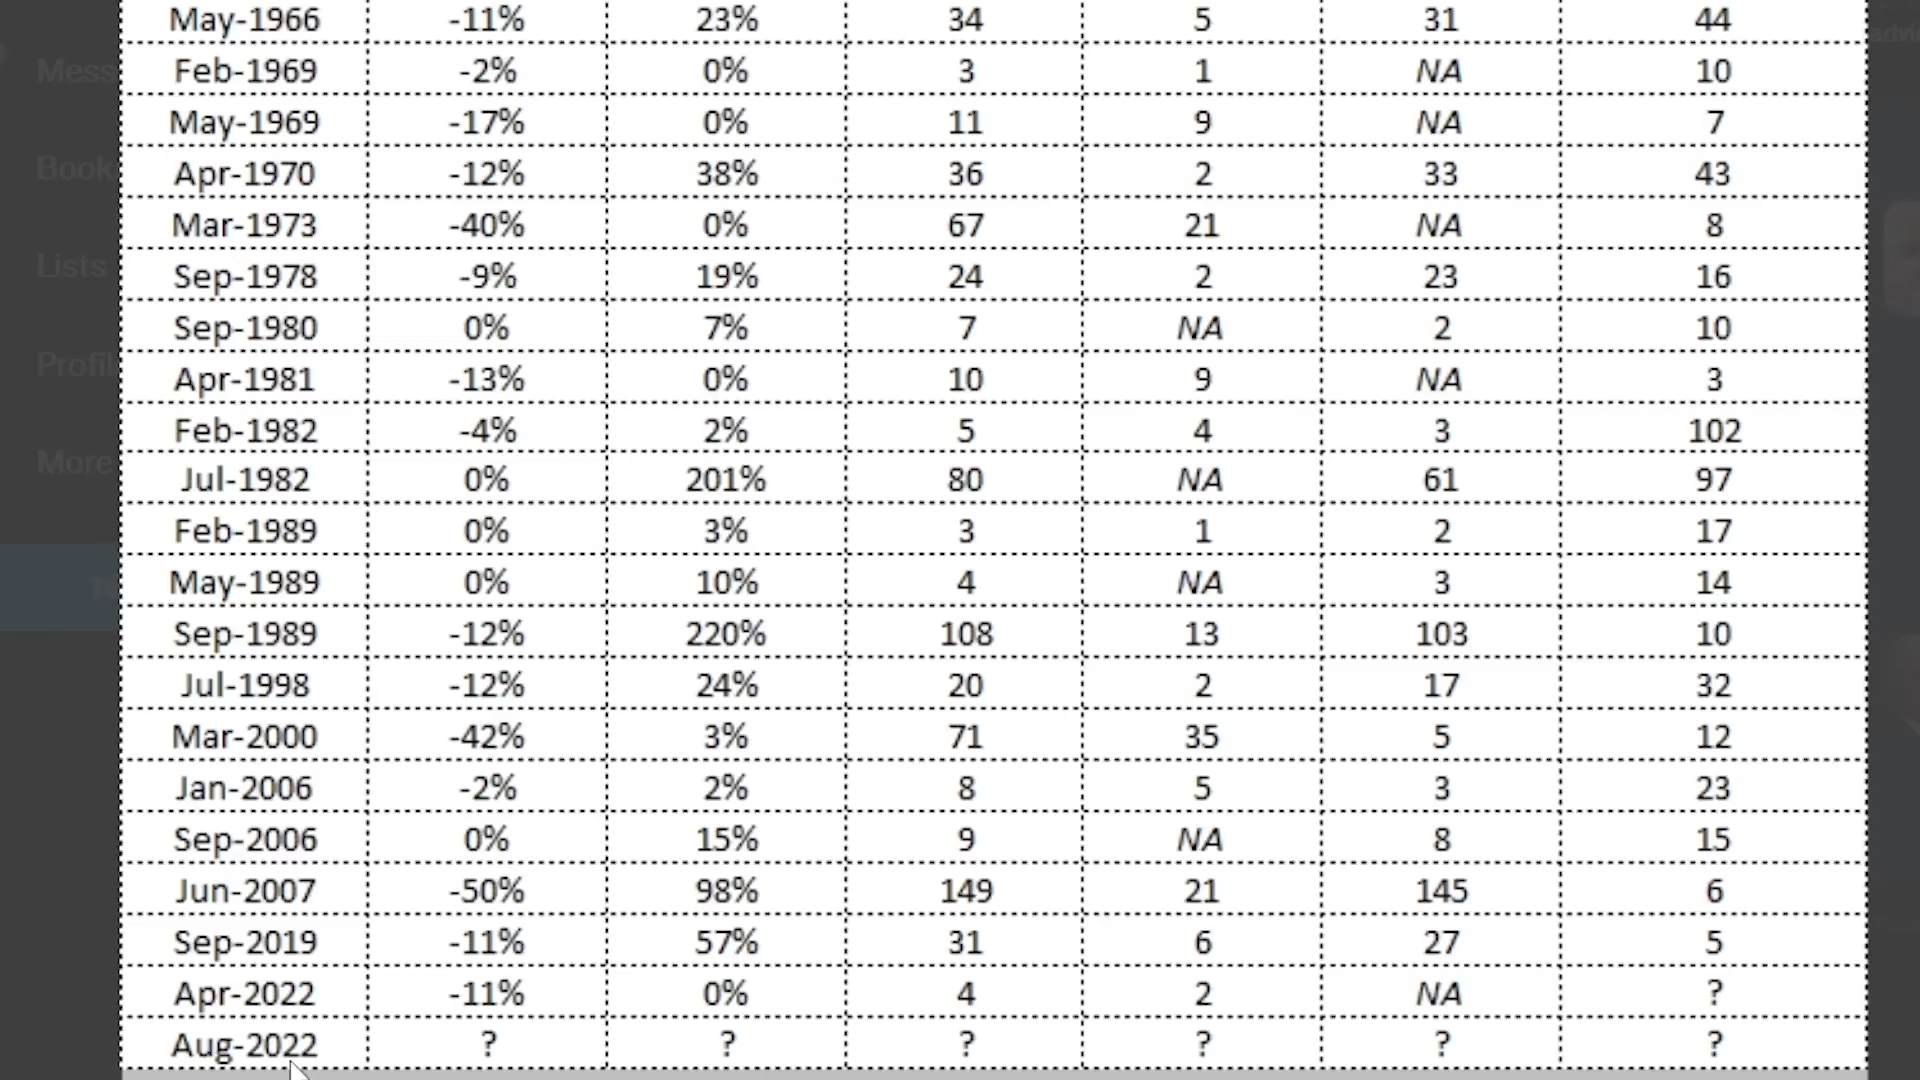 May-1966 -11% 23% 34 5 31 44
Feb-1969 -2% 0% 3 1 NA 10
May-1969 -17% 0% 11 9 NA 7
Apr-1970 -12% 38% 36 2 33 43
Mar-1973 -40% 0% 67 21 NA 8
Sep-1978 -9% 19% 24 2 23 16
Sep-1980 0% 7% 7 NA 2 10
Apr-1981 -13% 0% 10 9 NA 3
Feb-1982 -4% 2% 5 4 3 102
Jul-1982 0% 201% 80 NA 61 97
Feb-1989 0% 3% 3 1 2 17
May-1989 0% 10% 4 NA 3 14
Sep-1989 -12% 220% 108 13 103 10
Jul-1998 -12% 24% 20 2 17 32
Mar-2000 -42% 3% 71 35 5 12
Jan-2006 -2% 2% 8 5 3 23
Sep-2006 0% 15% 9 NA 8 15
Jun-2007 -50% 98% 149 21 145 6
Sep-2019 -11% 57% 31 6 27 5
Apr-2022 -11% 0% 4 2 NA ?
Aug-2022 ? ? ? ? ? ?
Mess
Book
Lists
Profil
More